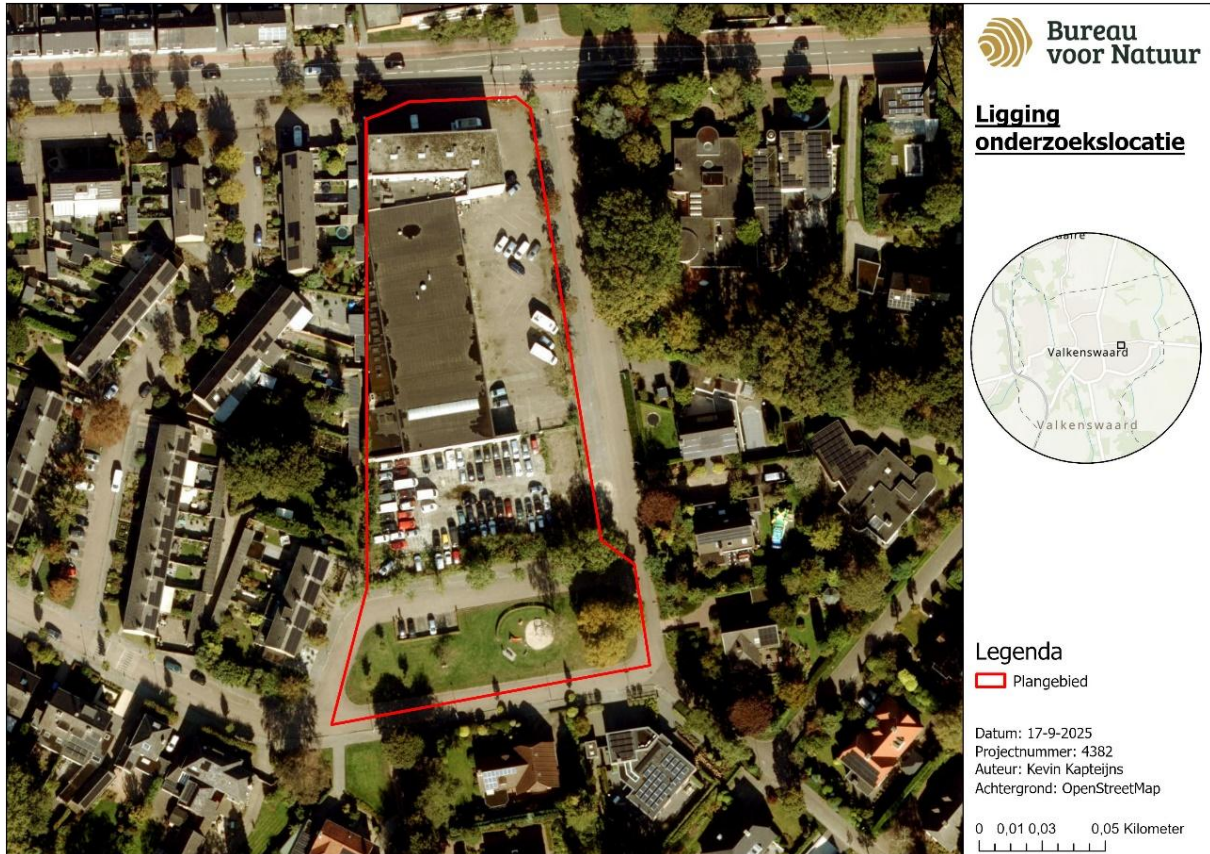 Bureau
voor Natuur
Ligging
onderzoekslocatie
Valkenswaard
Valkenswaard
Legenda
Plangebied
Datum: 17-9-2025
Projectnummer: 4382
Auteur: Kevin Kapteijns
Achtergrond: OpenStreetMap
0 0,01 0,03 0,05 Kilometer